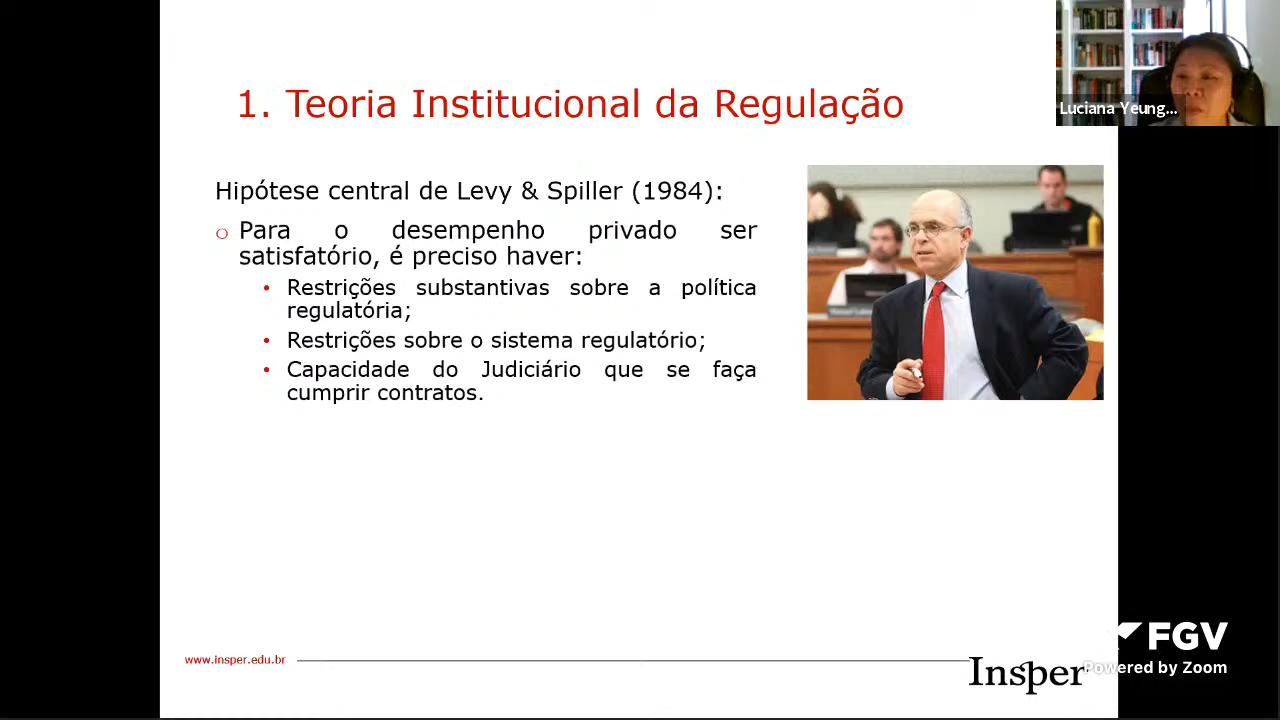 1. Teoria Institucional da Regulação
Luciana Yeung...
Hipótese central de Levy & Spiller (1984):
o Para o desempenho privado ser
satisfatório, é preciso haver:
• Restrições substantivas sobre a política
regulatória;
• Restrições sobre o sistema regulatório;
• Capacidade do Judiciário que se faça
cumprir contratos.
www.insper.edu.br
Insper
FGV
Powered by Zoom